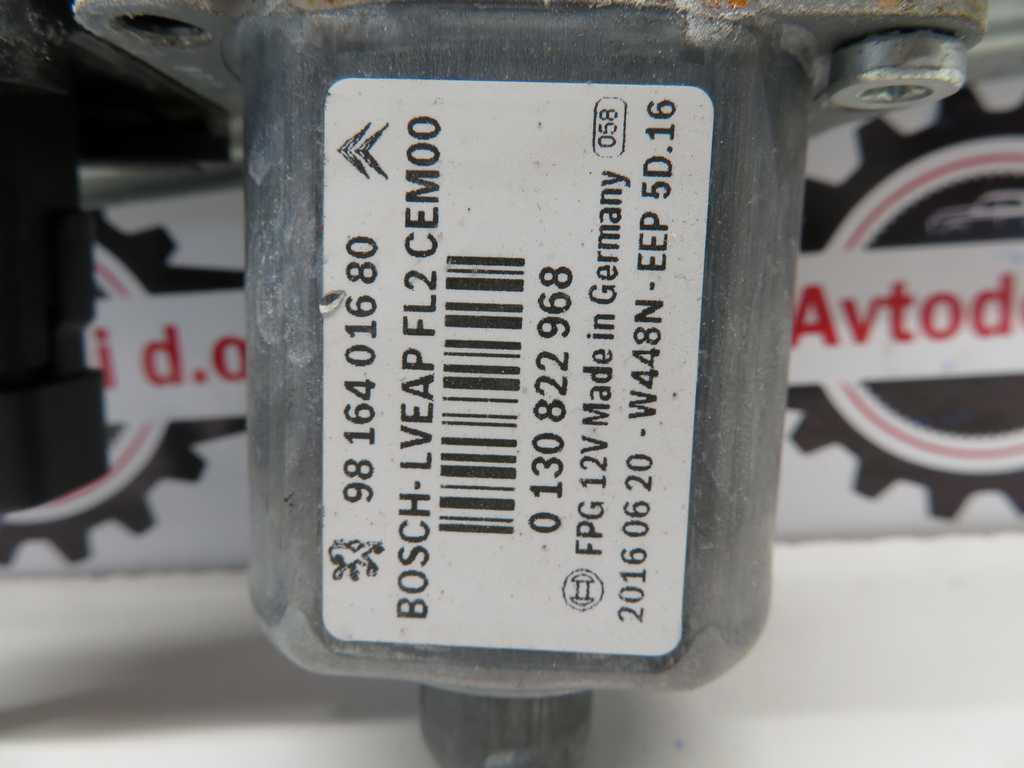 98 164 016 80
BOSCH-LVEAP FL2 CEM00
0 130 822 968
FPG 12V Made in Germany 058
2016 06 20 - W448N - EEP 5D.16
i d.o
Avtod